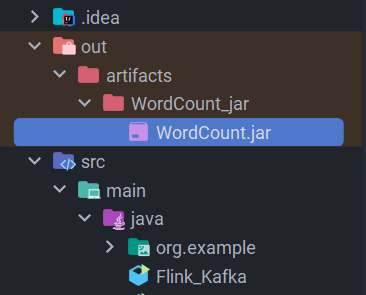 .idea
out
artifacts
WordCount_jar
WordCount.jar
src
main
java
org.example
Flink_Kafka